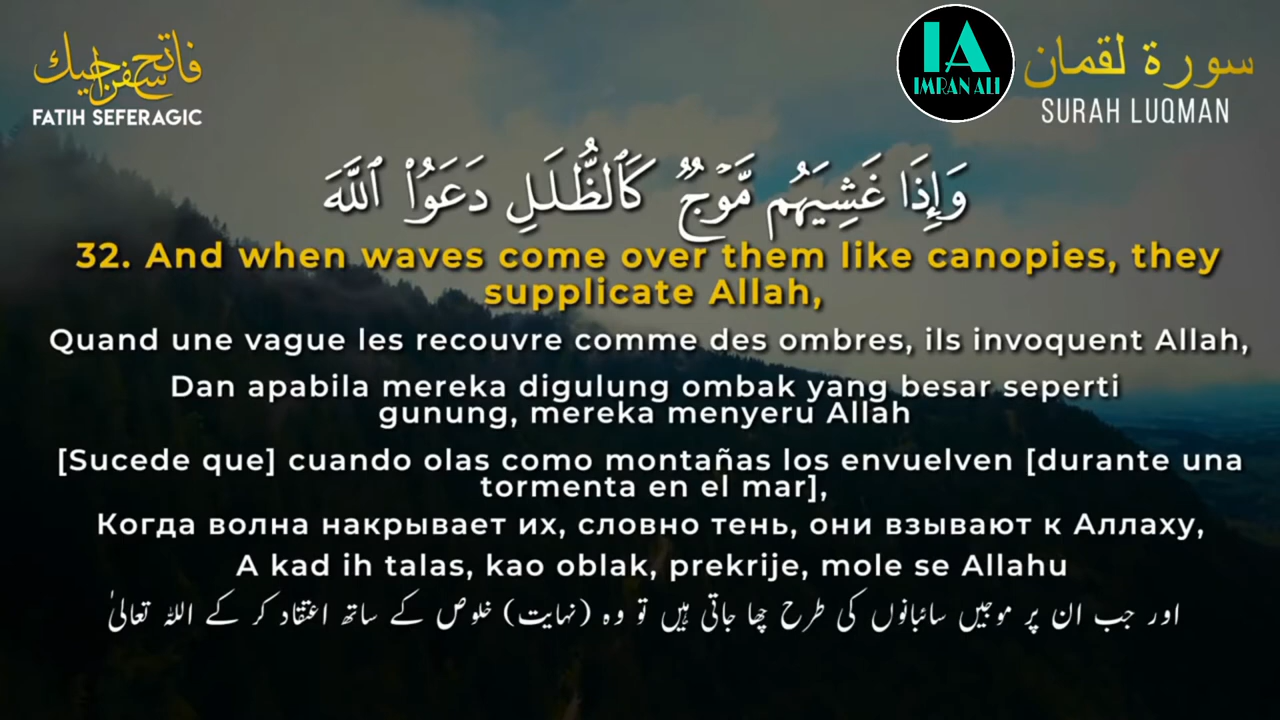 فاتح سفراجيك
FATIH SEFERAGIC
IA
IMRAN ALI
سورة لقمان
SURAH LUQMAN
وَإِذَا غَشِيَهُم مَّوْجٌ كَٱلظُّلَلِ دَعَوُا۟ ٱللَّهَ
32. And when waves come over them like canopies, they
supplicate Allah,
Quand une vague les recouvre comme des ombres, ils invoquent Allah,
Dan apabila mereka digulung ombak yang besar seperti
gunung, mereka menyeru Allah
[Sucede que] cuando olas como montañas los envuelven [durante una
tormenta en el mar],
Когда волна накрывает их, словно тень, они взывают к Аллаху,
A kad ih talas, kao oblak, prekrije, mole se Allahu
اور جب ان پر موجیں سائبانوں کی طرح چھا جاتی ہیں تو وہ (نہایت) خلوص کے ساتھ اعتقاد کر کے اللہ تعالیٰ